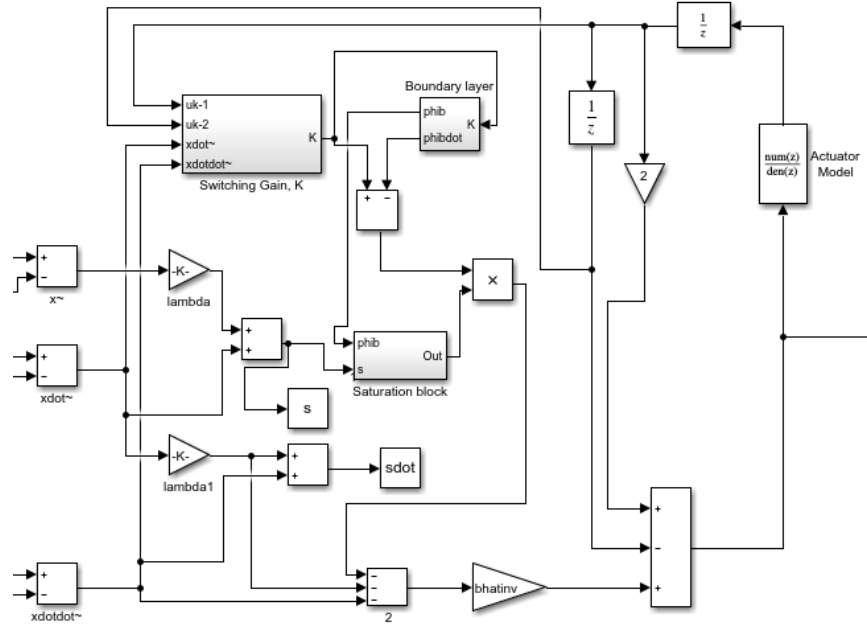 1
z
Boundary layer
uk-1
uk-2
xdot~
xdotdot~
K
Switching Gain, K
phib
phibdot
K
1
z
num(z)
den(z)
Actuator
Model
2
+
−
+
−
x~
-K-
lambda
×
+
+
phib
s
Out
Saturation block
+
−
xdot~
s
-K-
lambda1
+
+
sdot
+
−
+
+
−
xdotdot~
−
−
−
2
bhatinv
+